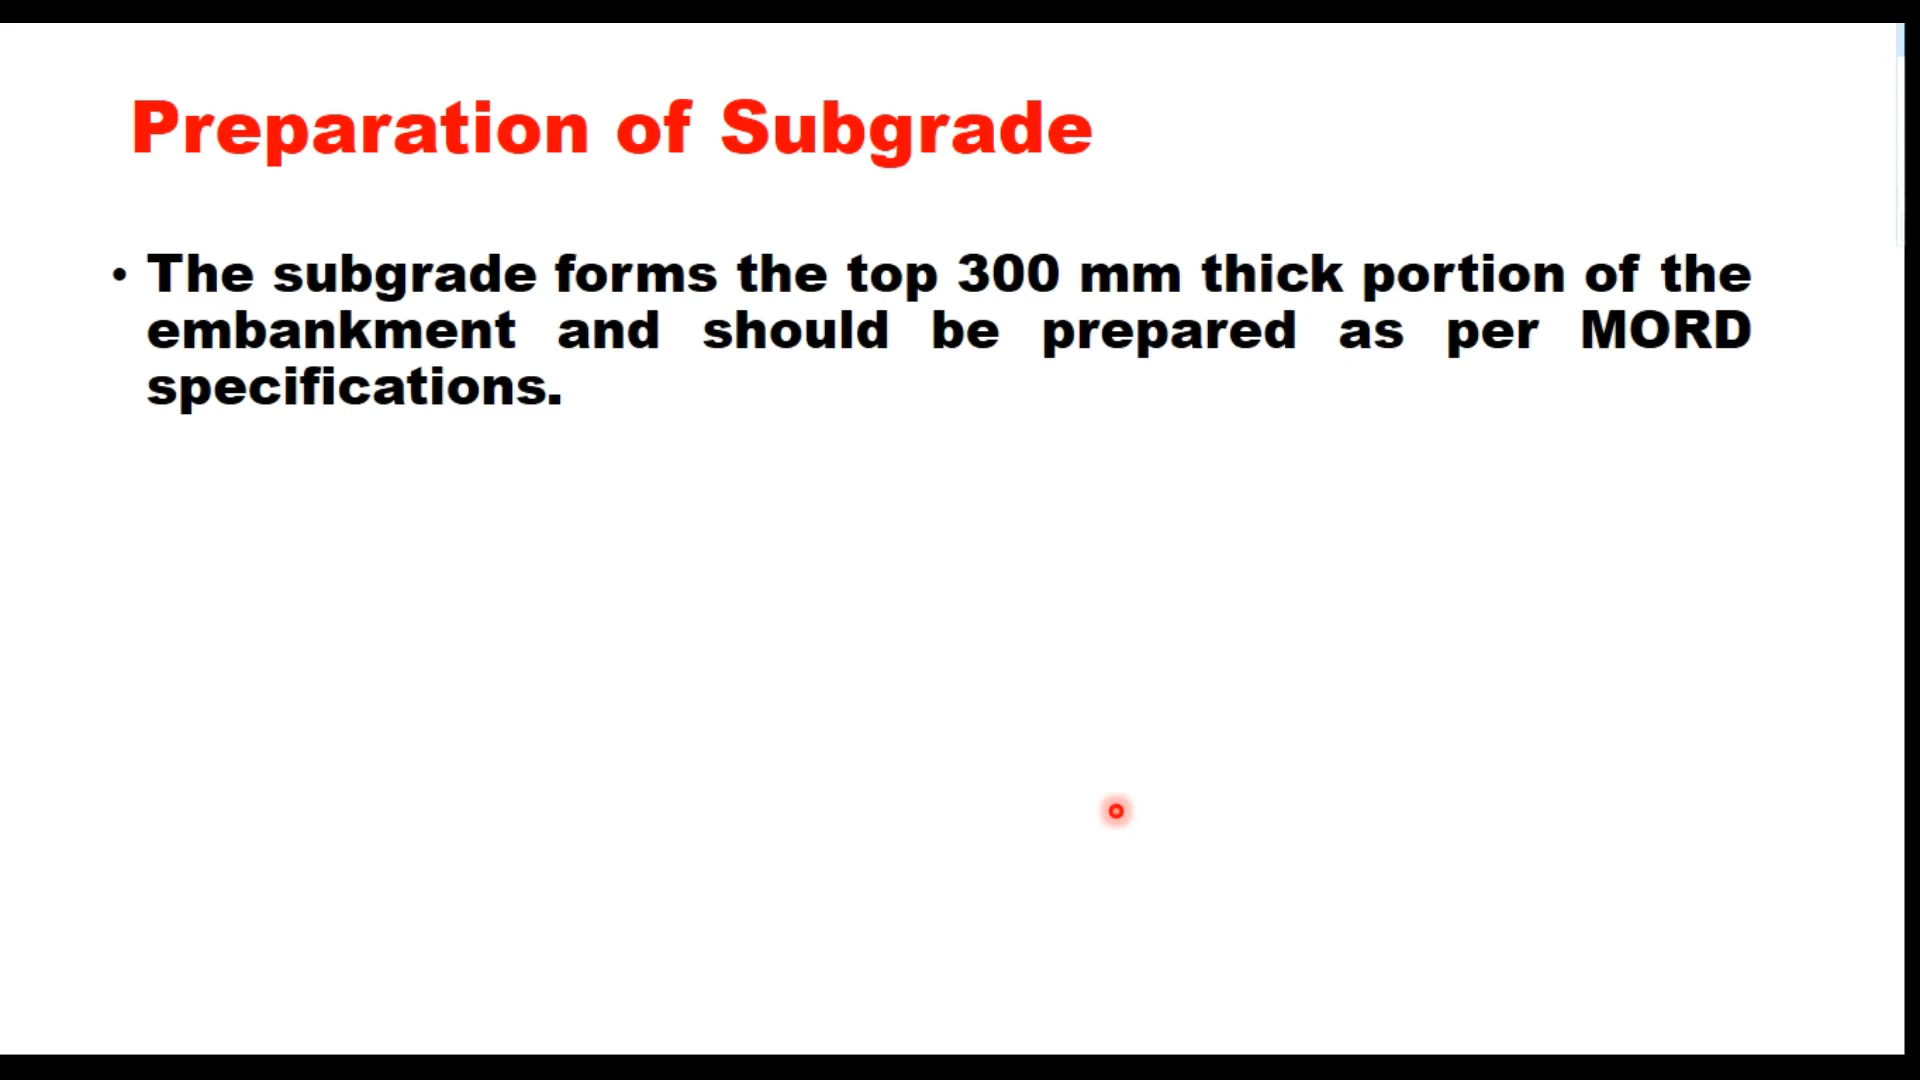 Preparation of Subgrade
• The subgrade forms the top 300 mm thick portion of the
embankment and should be prepared as per MORD
specifications.